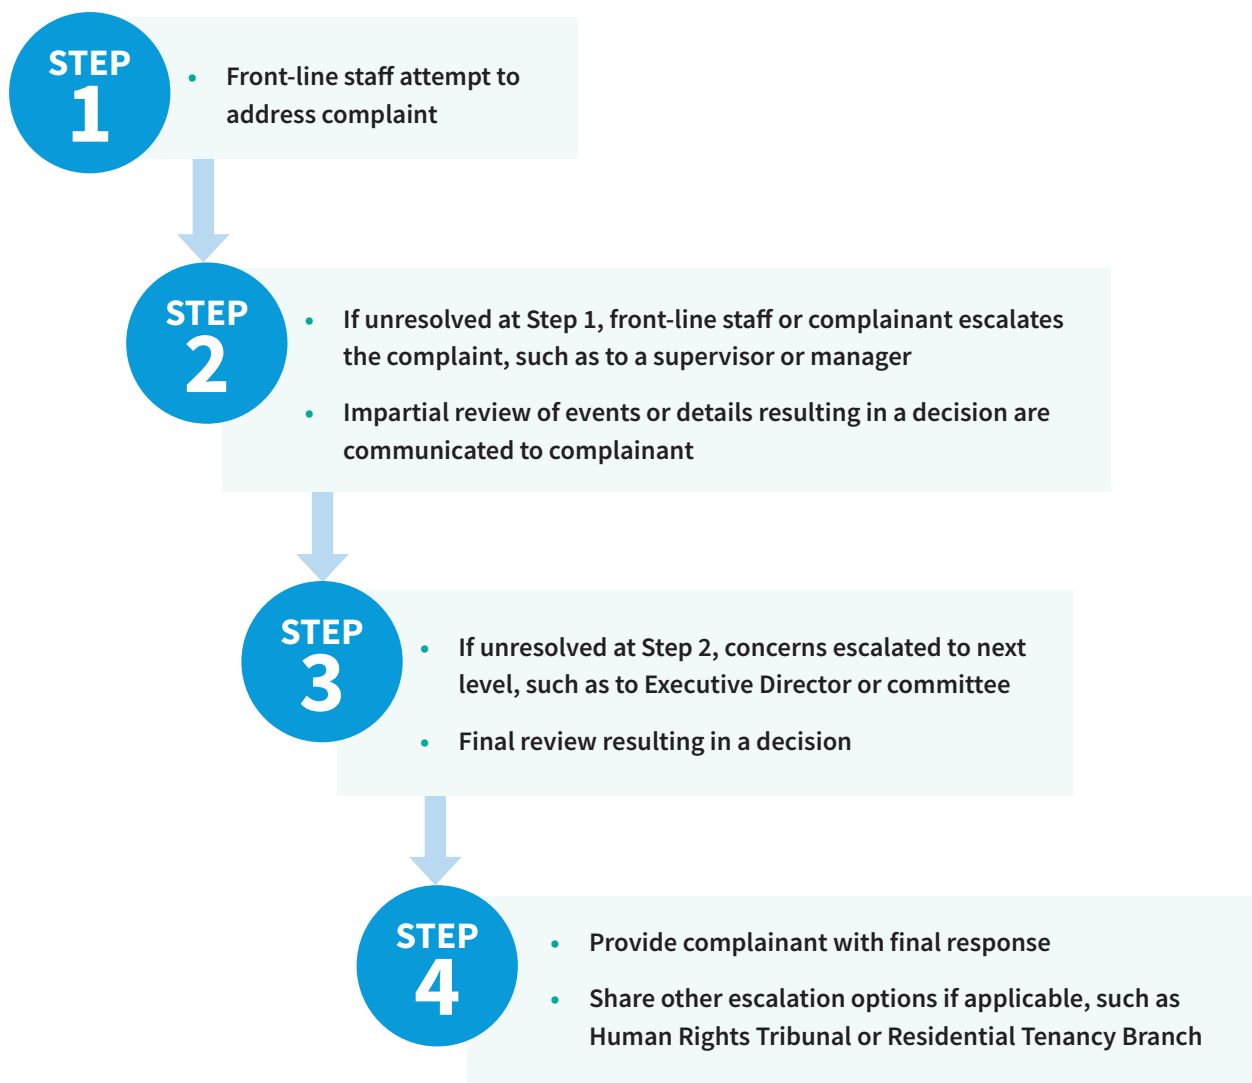 STEP
1
• Front-line staff attempt to
address complaint
STEP
2
• If unresolved at Step 1, front-line staff or complainant escalates
the complaint, such as to a supervisor or manager
• Impartial review of events or details resulting in a decision are
communicated to complainant
STEP
3
• If unresolved at Step 2, concerns escalated to next
level, such as to Executive Director or committee
• Final review resulting in a decision
STEP
4
• Provide complainant with final response
• Share other escalation options if applicable, such as
Human Rights Tribunal or Residential Tenancy Branch